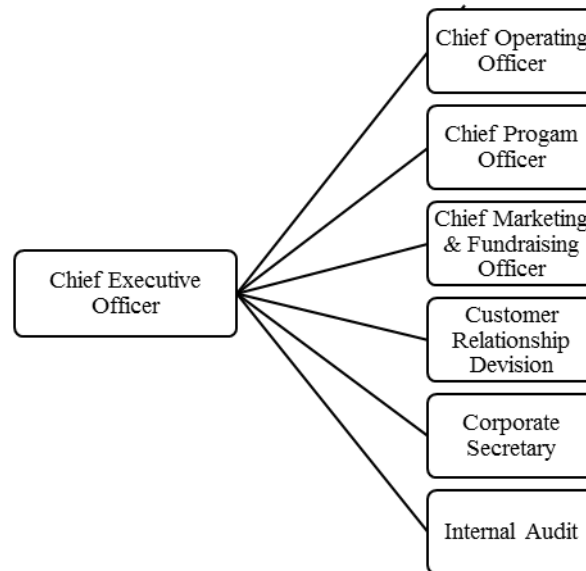 Chief Operating
Officer
Chief Progam
Officer
Chief Marketing
& Fundraising
Officer
Chief Executive
Officer
Customer
Relationship
Devision
Corporate
Secretary
Internal Audit